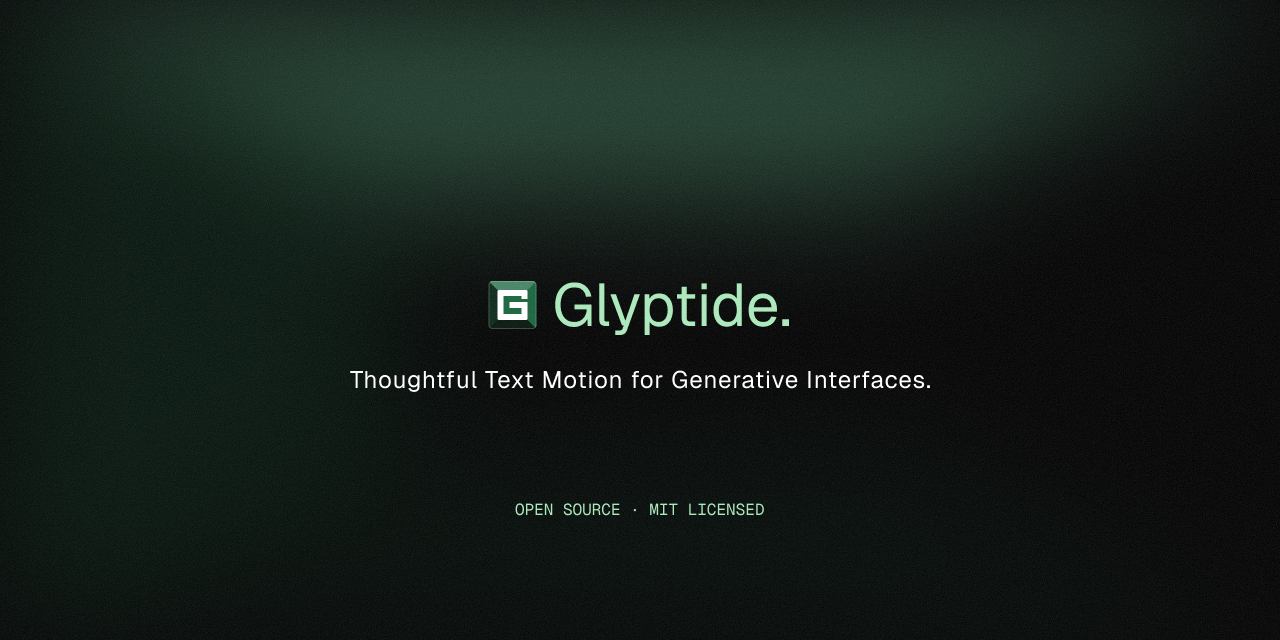 G Glyptide.
Thoughtful Text Motion for Generative Interfaces.
OPEN SOURCE · MIT LICENSED